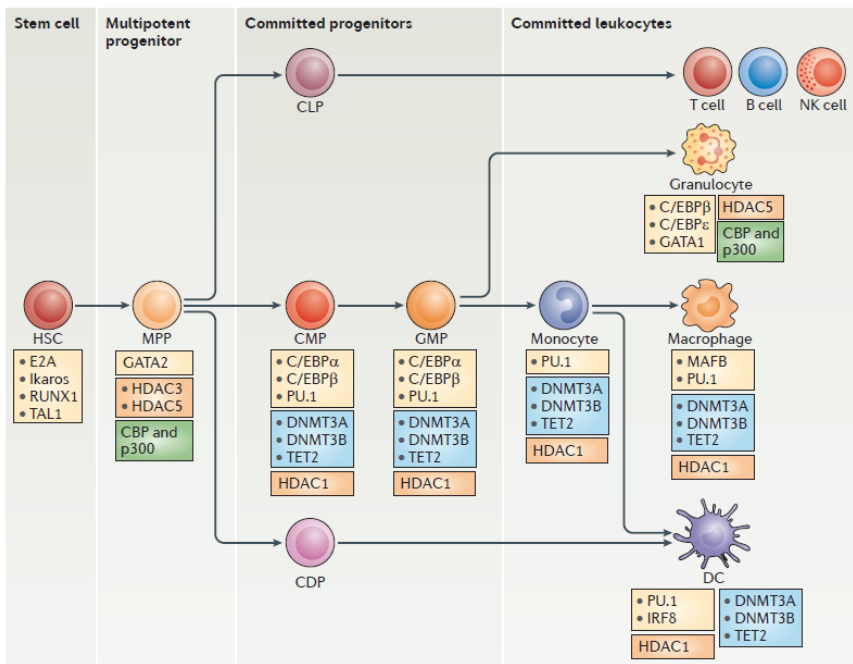 Stem cell
Multipotent
progenitor
Committed progenitors
Committed leukocytes
CLP
T cell
B cell
NK cell
Granulocyte
• C/EBPβ
• C/EBPε
• GATA1
HDAC5
CBP and
p300
HSC
• E2A
• Ikaros
• RUNX1
• TAL1
MPP
GATA2
• HDAC3
• HDAC5
CBP and
p300
CMP
• C/EBPα
• C/EBPβ
• PU.1
• DNMT3A
• DNMT3B
• TET2
HDAC1
GMP
• C/EBPα
• C/EBPβ
• PU.1
• DNMT3A
• DNMT3B
• TET2
HDAC1
Monocyte
• PU.1
• DNMT3A
• DNMT3B
• TET2
HDAC1
Macrophage
• MAFB
• PU.1
• DNMT3A
• DNMT3B
• TET2
HDAC1
CDP
DC
• PU.1
• IRF8
HDAC1
• DNMT3A
• DNMT3B
• TET2